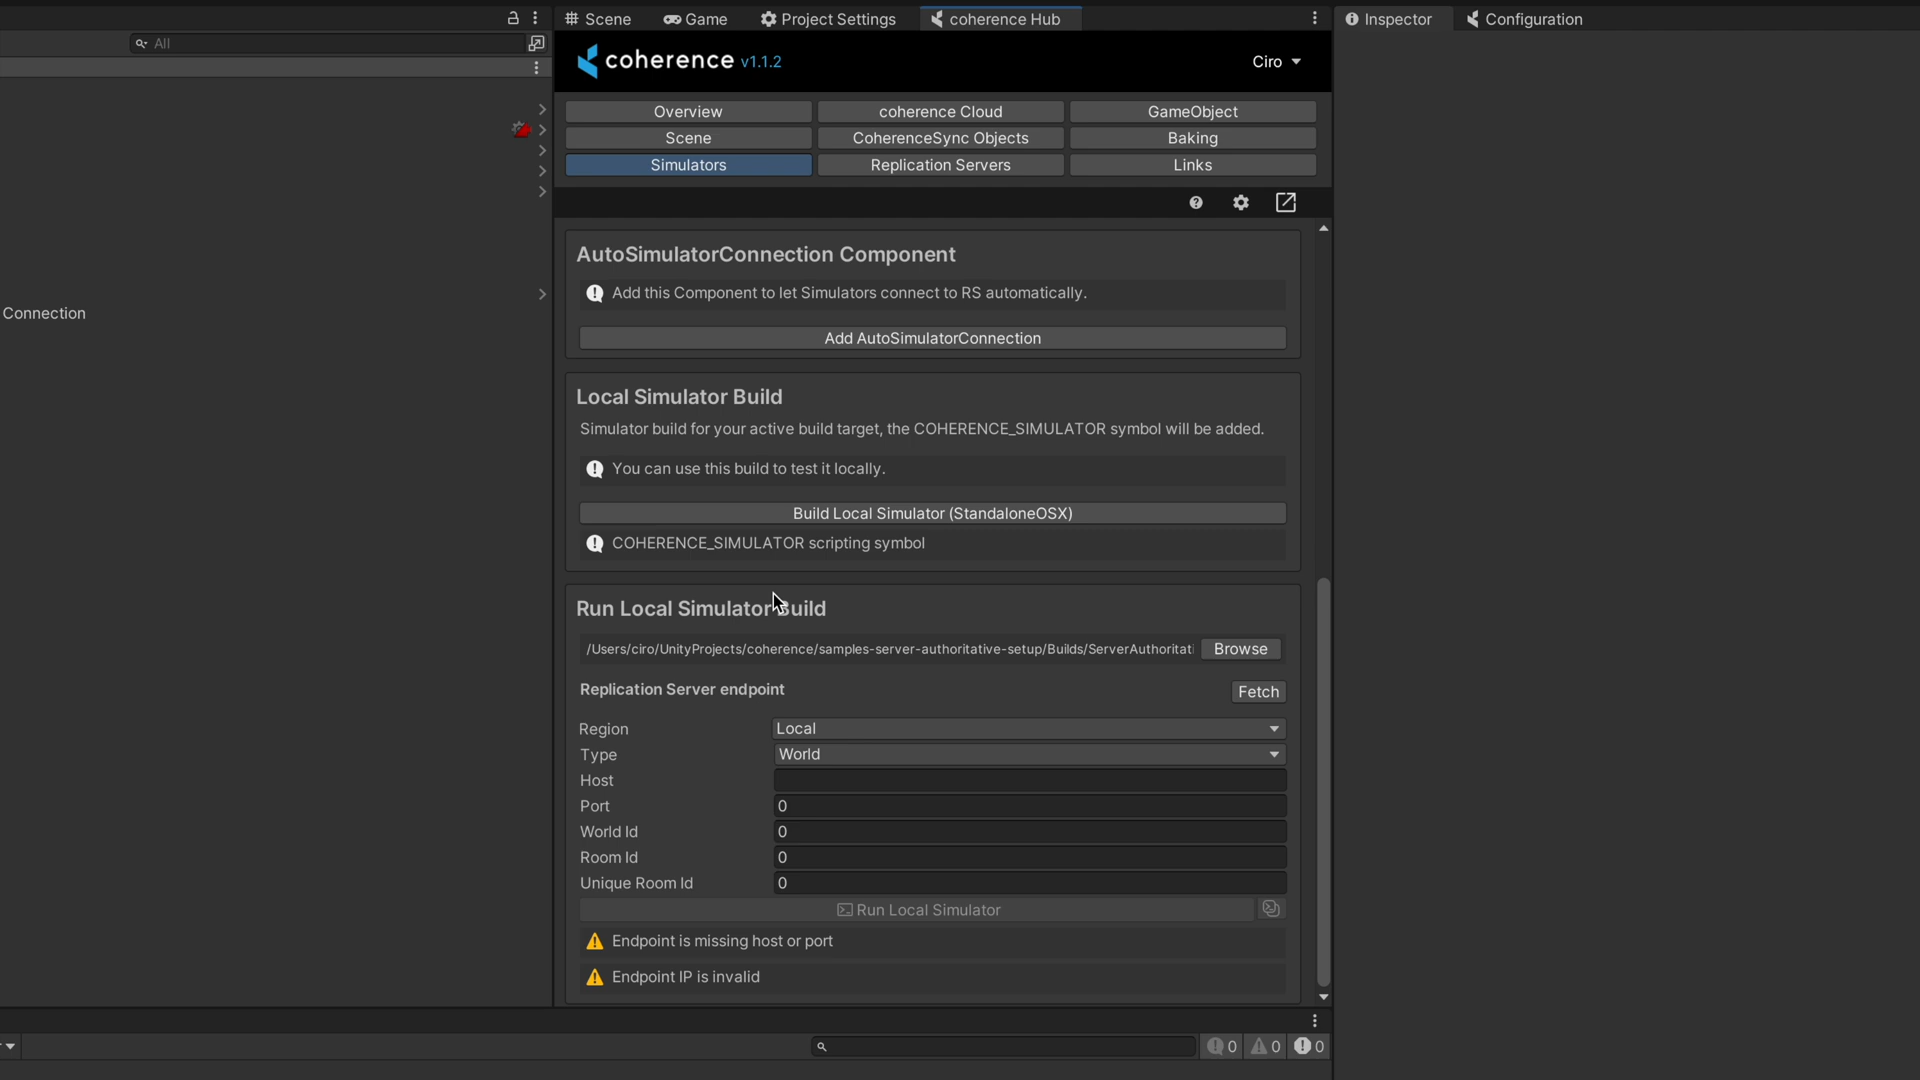 Scene
Game
Project Settings
coherence Hub
Inspector
Configuration
All
coherence v1.1.2
Ciro
Overview
coherence Cloud
GameObject
Scene
CoherenceSync Objects
Baking
Simulators
Replication Servers
Links
AutoSimulatorConnection Component
Add this Component to let Simulators connect to RS automatically.
Connection
Add AutoSimulatorConnection
Local Simulator Build
Simulator build for your active build target, the COHERENCE_SIMULATOR symbol will be added.
You can use this build to test it locally.
Build Local Simulator (StandaloneOSX)
COHERENCE_SIMULATOR scripting symbol
Run Local Simulator Build
/Users/ciro/UnityProjects/coherence/samples-server-authoritative-setup/Builds/ServerAuthoritati
Browse
Replication Server endpoint
Fetch
Region
Local
Type
World
Host
Port
0
World Id
0
Room Id
0
Unique Room Id
0
Run Local Simulator
Endpoint is missing host or port
Endpoint IP is invalid
0
0
0